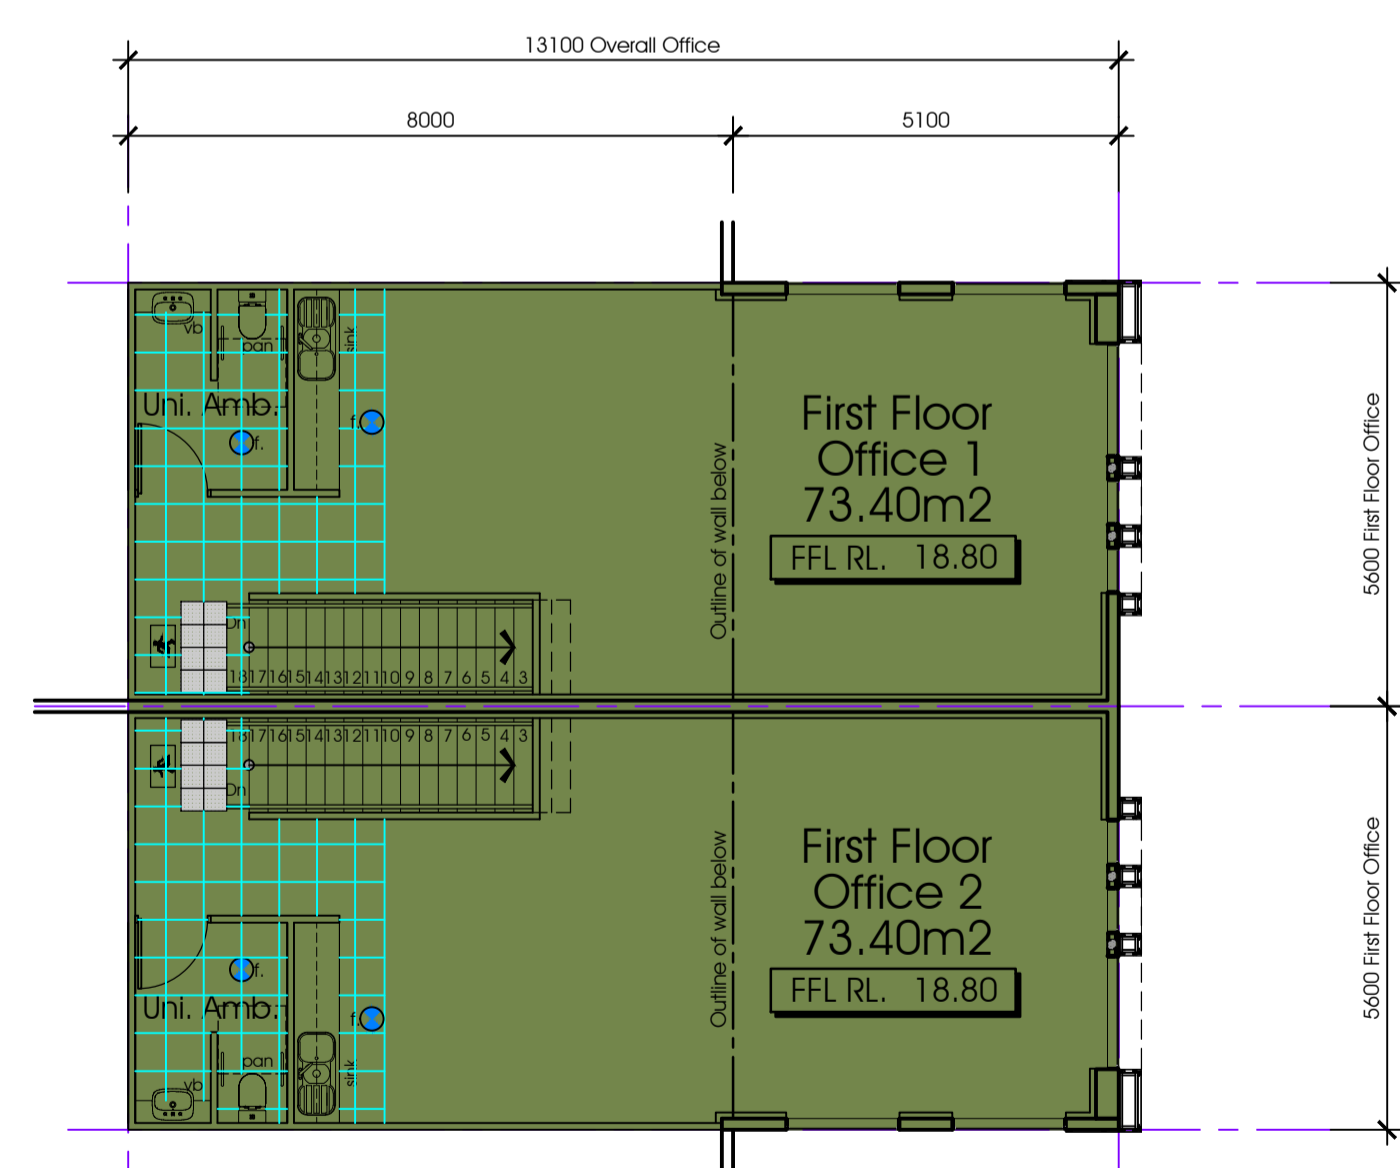 13100 Overall Office
8000
5100
vb
pan
sink
Uni. Amb.
f.
f.
First Floor
Office 1
73.40m2
FFL RL. 18.80
Outline of wall below
5600 First Floor Office
Dn
18 17 16 15 14 13 12 11 10 9 8 7 6 5 4 3
18 17 16 15 14 13 12 11 10 9 8 7 6 5 4 3
Dn
First Floor
Office 2
73.40m2
FFL RL. 18.80
Outline of wall below
5600 First Floor Office
f.
f.
Uni. Amb.
pan
vb
sink